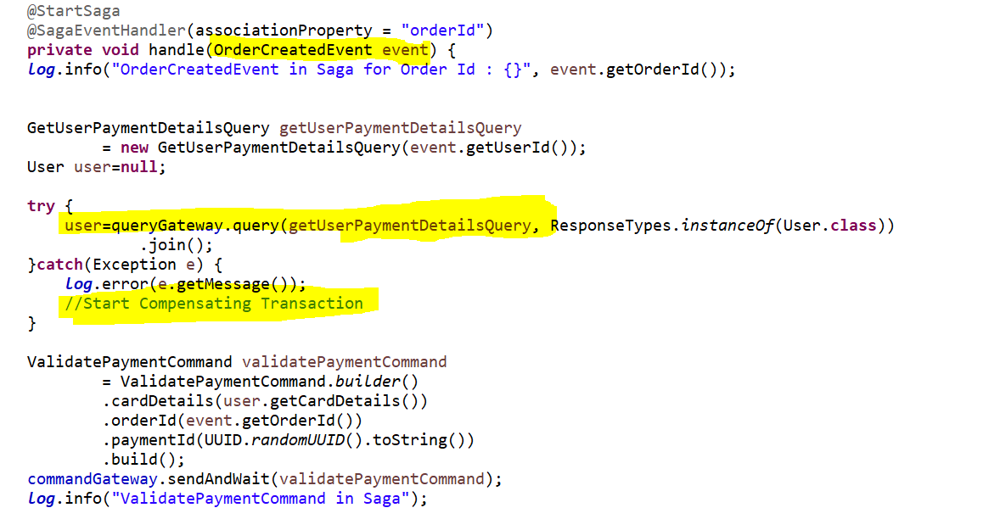 @StartSaga
@SagaEventHandler(associationProperty = "orderId")
private void handle(OrderCreatedEvent event) {
log.info("OrderCreatedEvent in Saga for Order Id : {}", event.getOrderId());
GetUserPaymentDetailsQuery getUserPaymentDetailsQuery
= new GetUserPaymentDetailsQuery(event.getUserId());
User user=null;
try {
user=queryGateway.query(getUserPaymentDetailsQuery, ResponseTypes.instanceOf(User.class))
.join();
}catch(Exception e) {
log.error(e.getMessage());
//Start Compensating Transaction
}
ValidatePaymentCommand validatePaymentCommand
= ValidatePaymentCommand.builder()
.cardDetails(user.getCardDetails())
.orderId(event.getOrderId())
.paymentId(UUID.randomUUID().toString())
.build();
commandGateway.sendAndWait(validatePaymentCommand);
log.info("ValidatePaymentCommand in Saga");